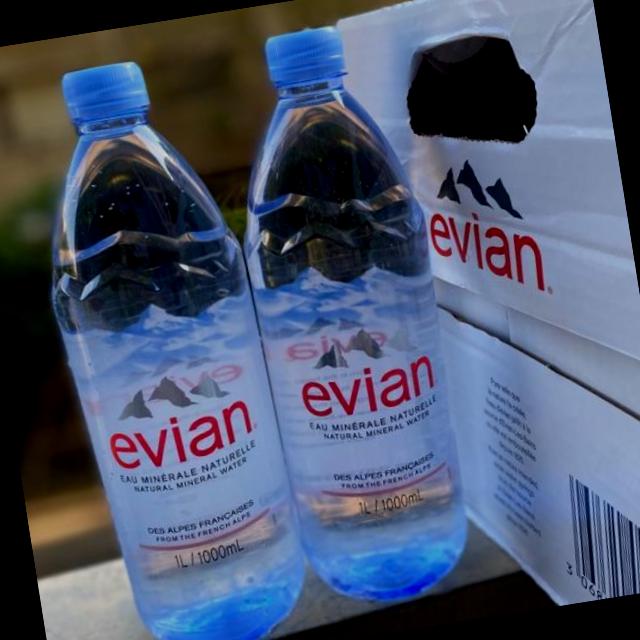 evian
EAU MINÉRALE NATURELLE
NATURAL MINERAL WATER
DES ALPES FRANÇAISES
FROM THE FRENCH ALPS
1L / 1000mL
evian
EAU MINÉRALE NATURELLE
NATURAL MINERAL WATER
DES ALPES FRANÇAISES
FROM THE FRENCH ALPS
1L / 1000mL
evian